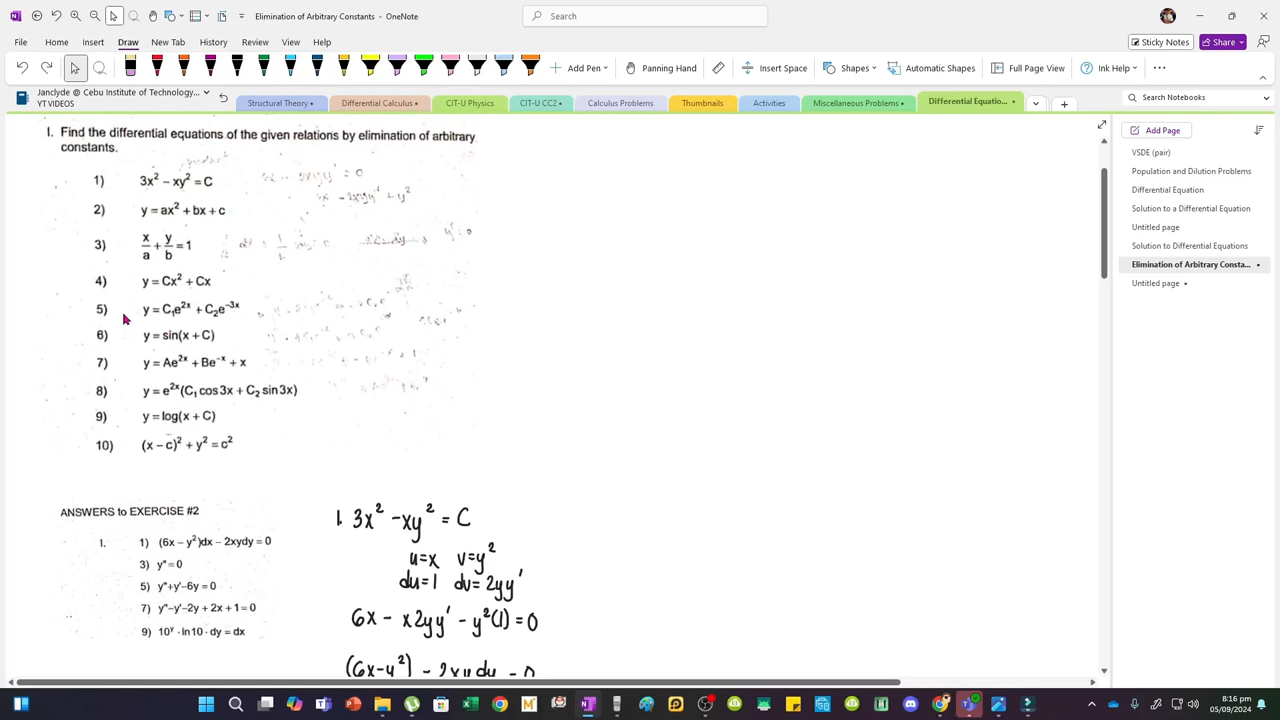 Elimination of Arbitrary Constants - OneNote
Search
File Home Insert Draw New Tab History Review View Help
Sticky Notes Share
Add Pen Panning Hand Insert Space Shapes Automatic Shapes Full Page View Ink Help
Janclyde @ Cebu Institute of Technology...
YT VIDEOS
Structural Theory Differential Calculus CIT-U Physics CIT-U CC2 Calculus Problems Thumbnails Activities Miscellaneous Problems Differential Equatio...
Search Notebooks
Add Page
VSDE (pair)
Population and Dilution Problems
Differential Equation
Solution to a Differential Equation
Untitled page
Solution to Differential Equations
Elimination of Arbitrary Consta...
Untitled page
I. Find the differential equations of the given relations by elimination of arbitrary
constants.
1) 3x² – xy² = C
2) y = ax² + bx + c
3) x/a + y/b = 1
4) y = Cx² + Cx
5) y = C₁e²ˣ + C₂e⁻³ˣ
6) y = sin(x + C)
7) y = Ae²ˣ + Be⁻ˣ + x
8) y = e²ˣ(C₁ cos3x + C₂ sin3x)
9) y = log(x + C)
10) (x – c)² + y² = c²
ANSWERS to EXERCISE #2
I. 1) (6x – y²)dx – 2xydy = 0
3) y" = 0
5) y"+y'-6y = 0
7) y"–y'–2y + 2x + 1 = 0
9) 10ʸ · ln10 · dy = dx
1. 3x² - xy² = C
u=x v=y²
du=1 dv=2yy'
6x - x2yy' - y²(1) = 0
(6x-y²) - 2xy dy = 0
8:16 pm
05/09/2024